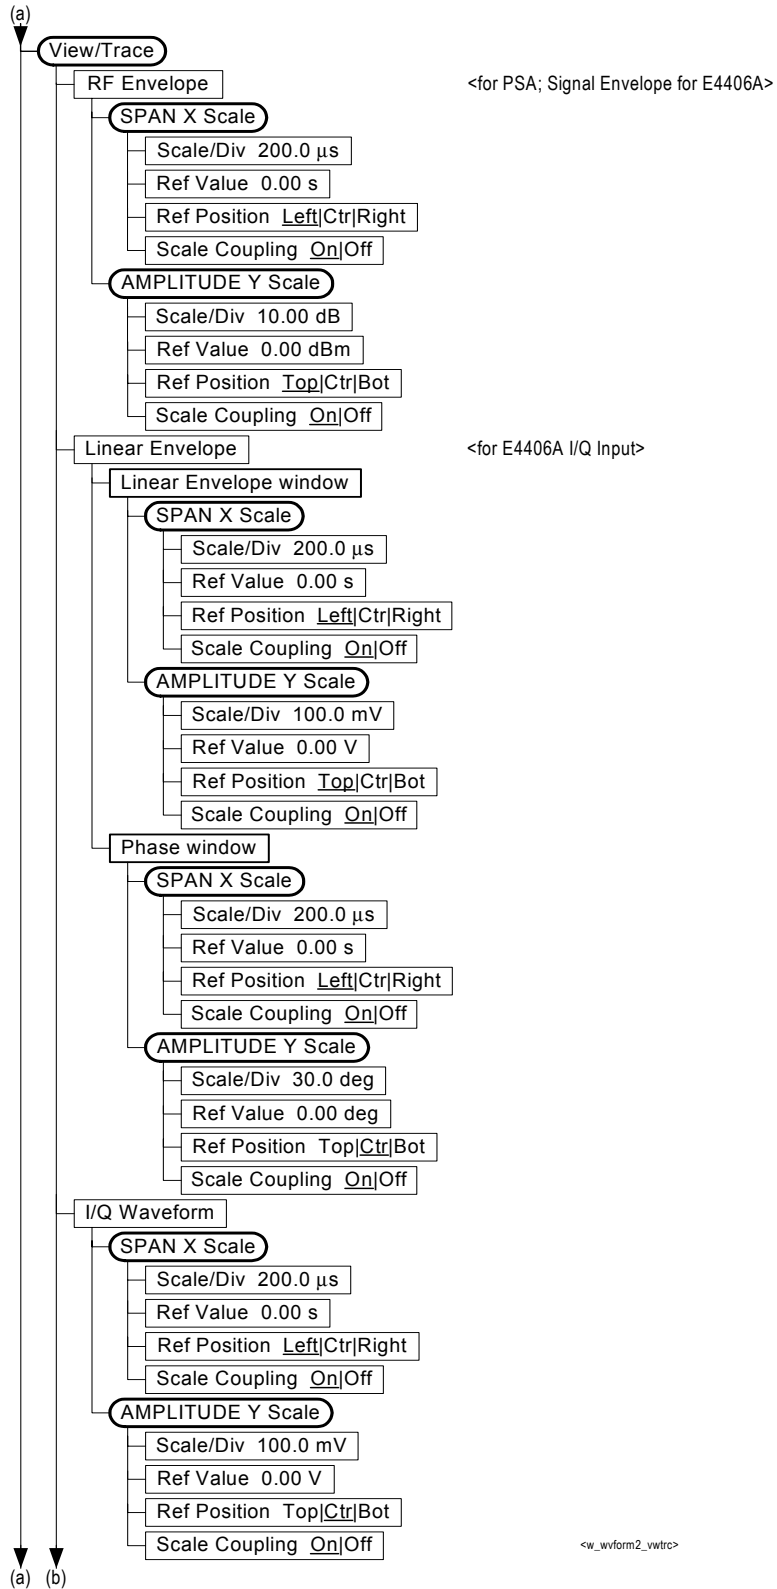 (a)
View/Trace
RF Envelope <for PSA; Signal Envelope for E4406A>
SPAN X Scale
Scale/Div 200.0 μs
Ref Value 0.00 s
Ref Position Left|Ctr|Right
Scale Coupling On|Off
AMPLITUDE Y Scale
Scale/Div 10.00 dB
Ref Value 0.00 dBm
Ref Position Top|Ctr|Bot
Scale Coupling On|Off
Linear Envelope <for E4406A I/Q Input>
Linear Envelope window
SPAN X Scale
Scale/Div 200.0 μs
Ref Value 0.00 s
Ref Position Left|Ctr|Right
Scale Coupling On|Off
AMPLITUDE Y Scale
Scale/Div 100.0 mV
Ref Value 0.00 V
Ref Position Top|Ctr|Bot
Scale Coupling On|Off
Phase window
SPAN X Scale
Scale/Div 200.0 μs
Ref Value 0.00 s
Ref Position Left|Ctr|Right
Scale Coupling On|Off
AMPLITUDE Y Scale
Scale/Div 30.0 deg
Ref Value 0.00 deg
Ref Position Top|Ctr|Bot
Scale Coupling On|Off
I/Q Waveform
SPAN X Scale
Scale/Div 200.0 μs
Ref Value 0.00 s
Ref Position Left|Ctr|Right
Scale Coupling On|Off
AMPLITUDE Y Scale
Scale/Div 100.0 mV
Ref Value 0.00 V
Ref Position Top|Ctr|Bot
Scale Coupling On|Off <w_wvform2_vwtrc>
(a) (b)